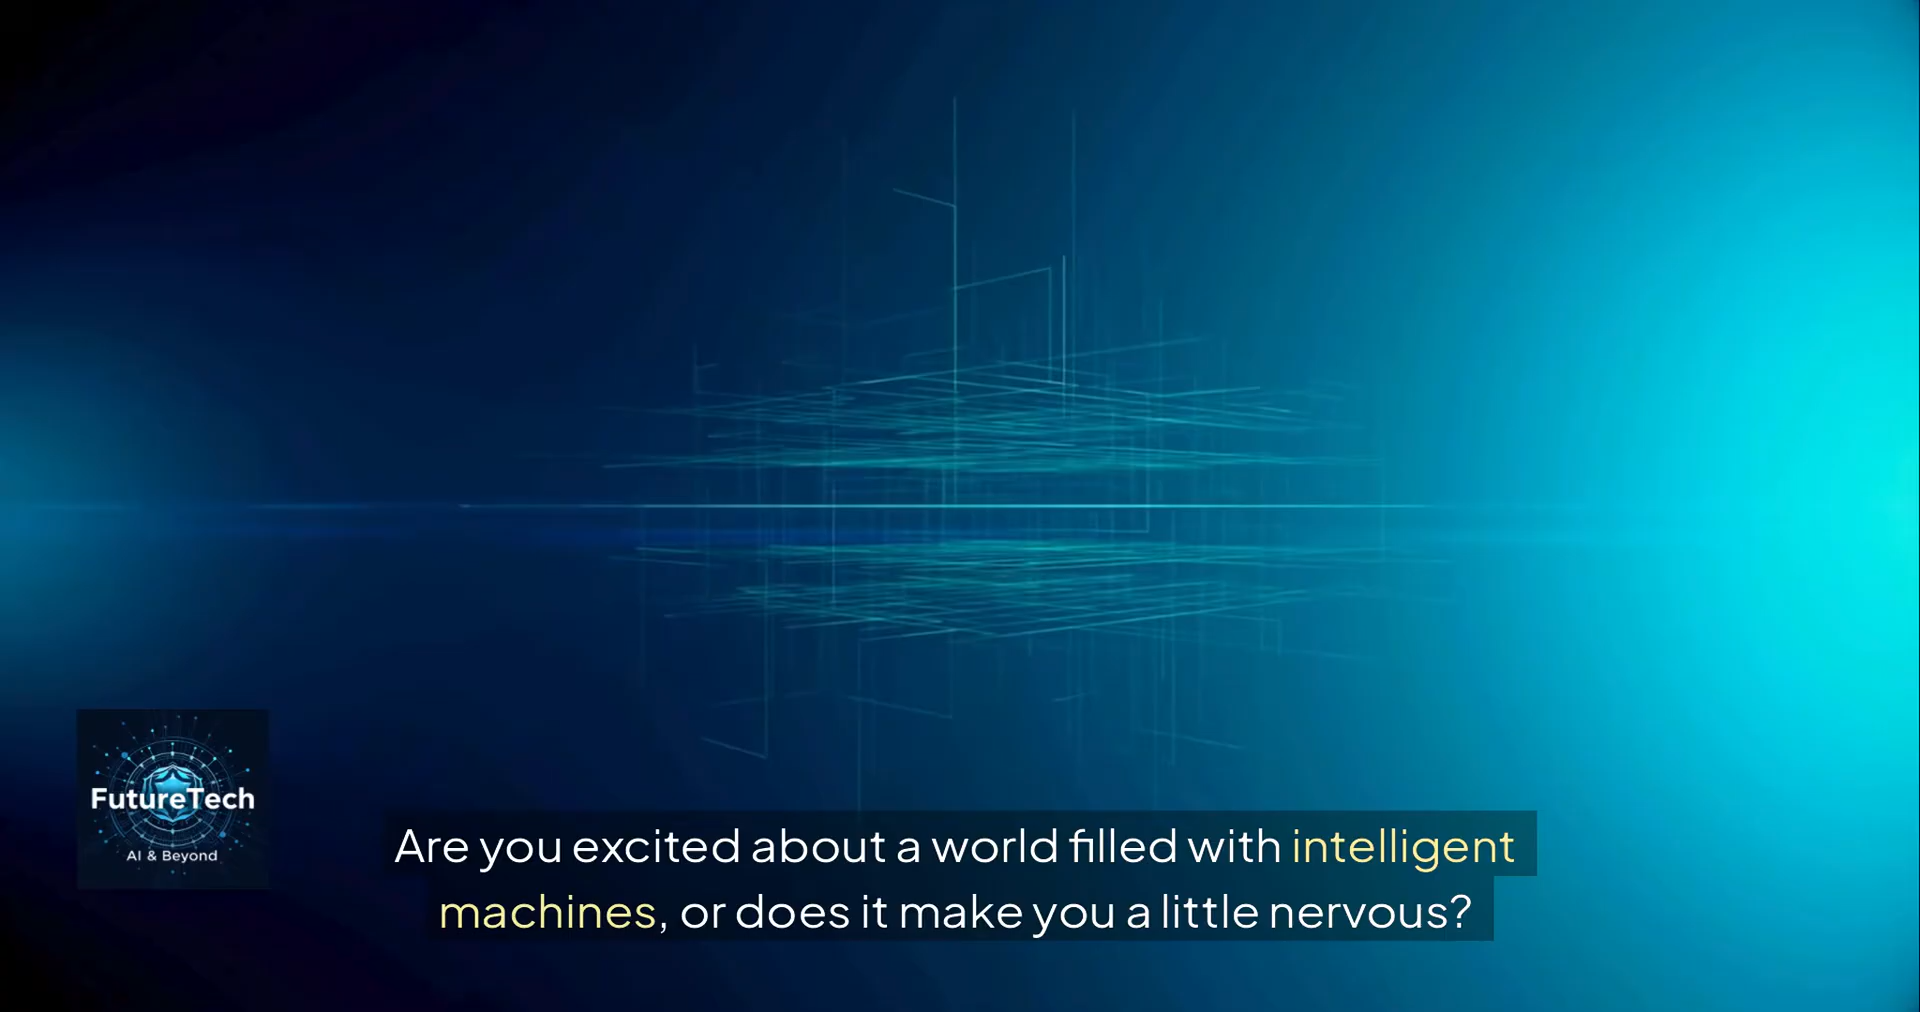 FutureTech
AI & Beyond
Are you excited about a world filled with intelligent
machines, or does it make you a little nervous?